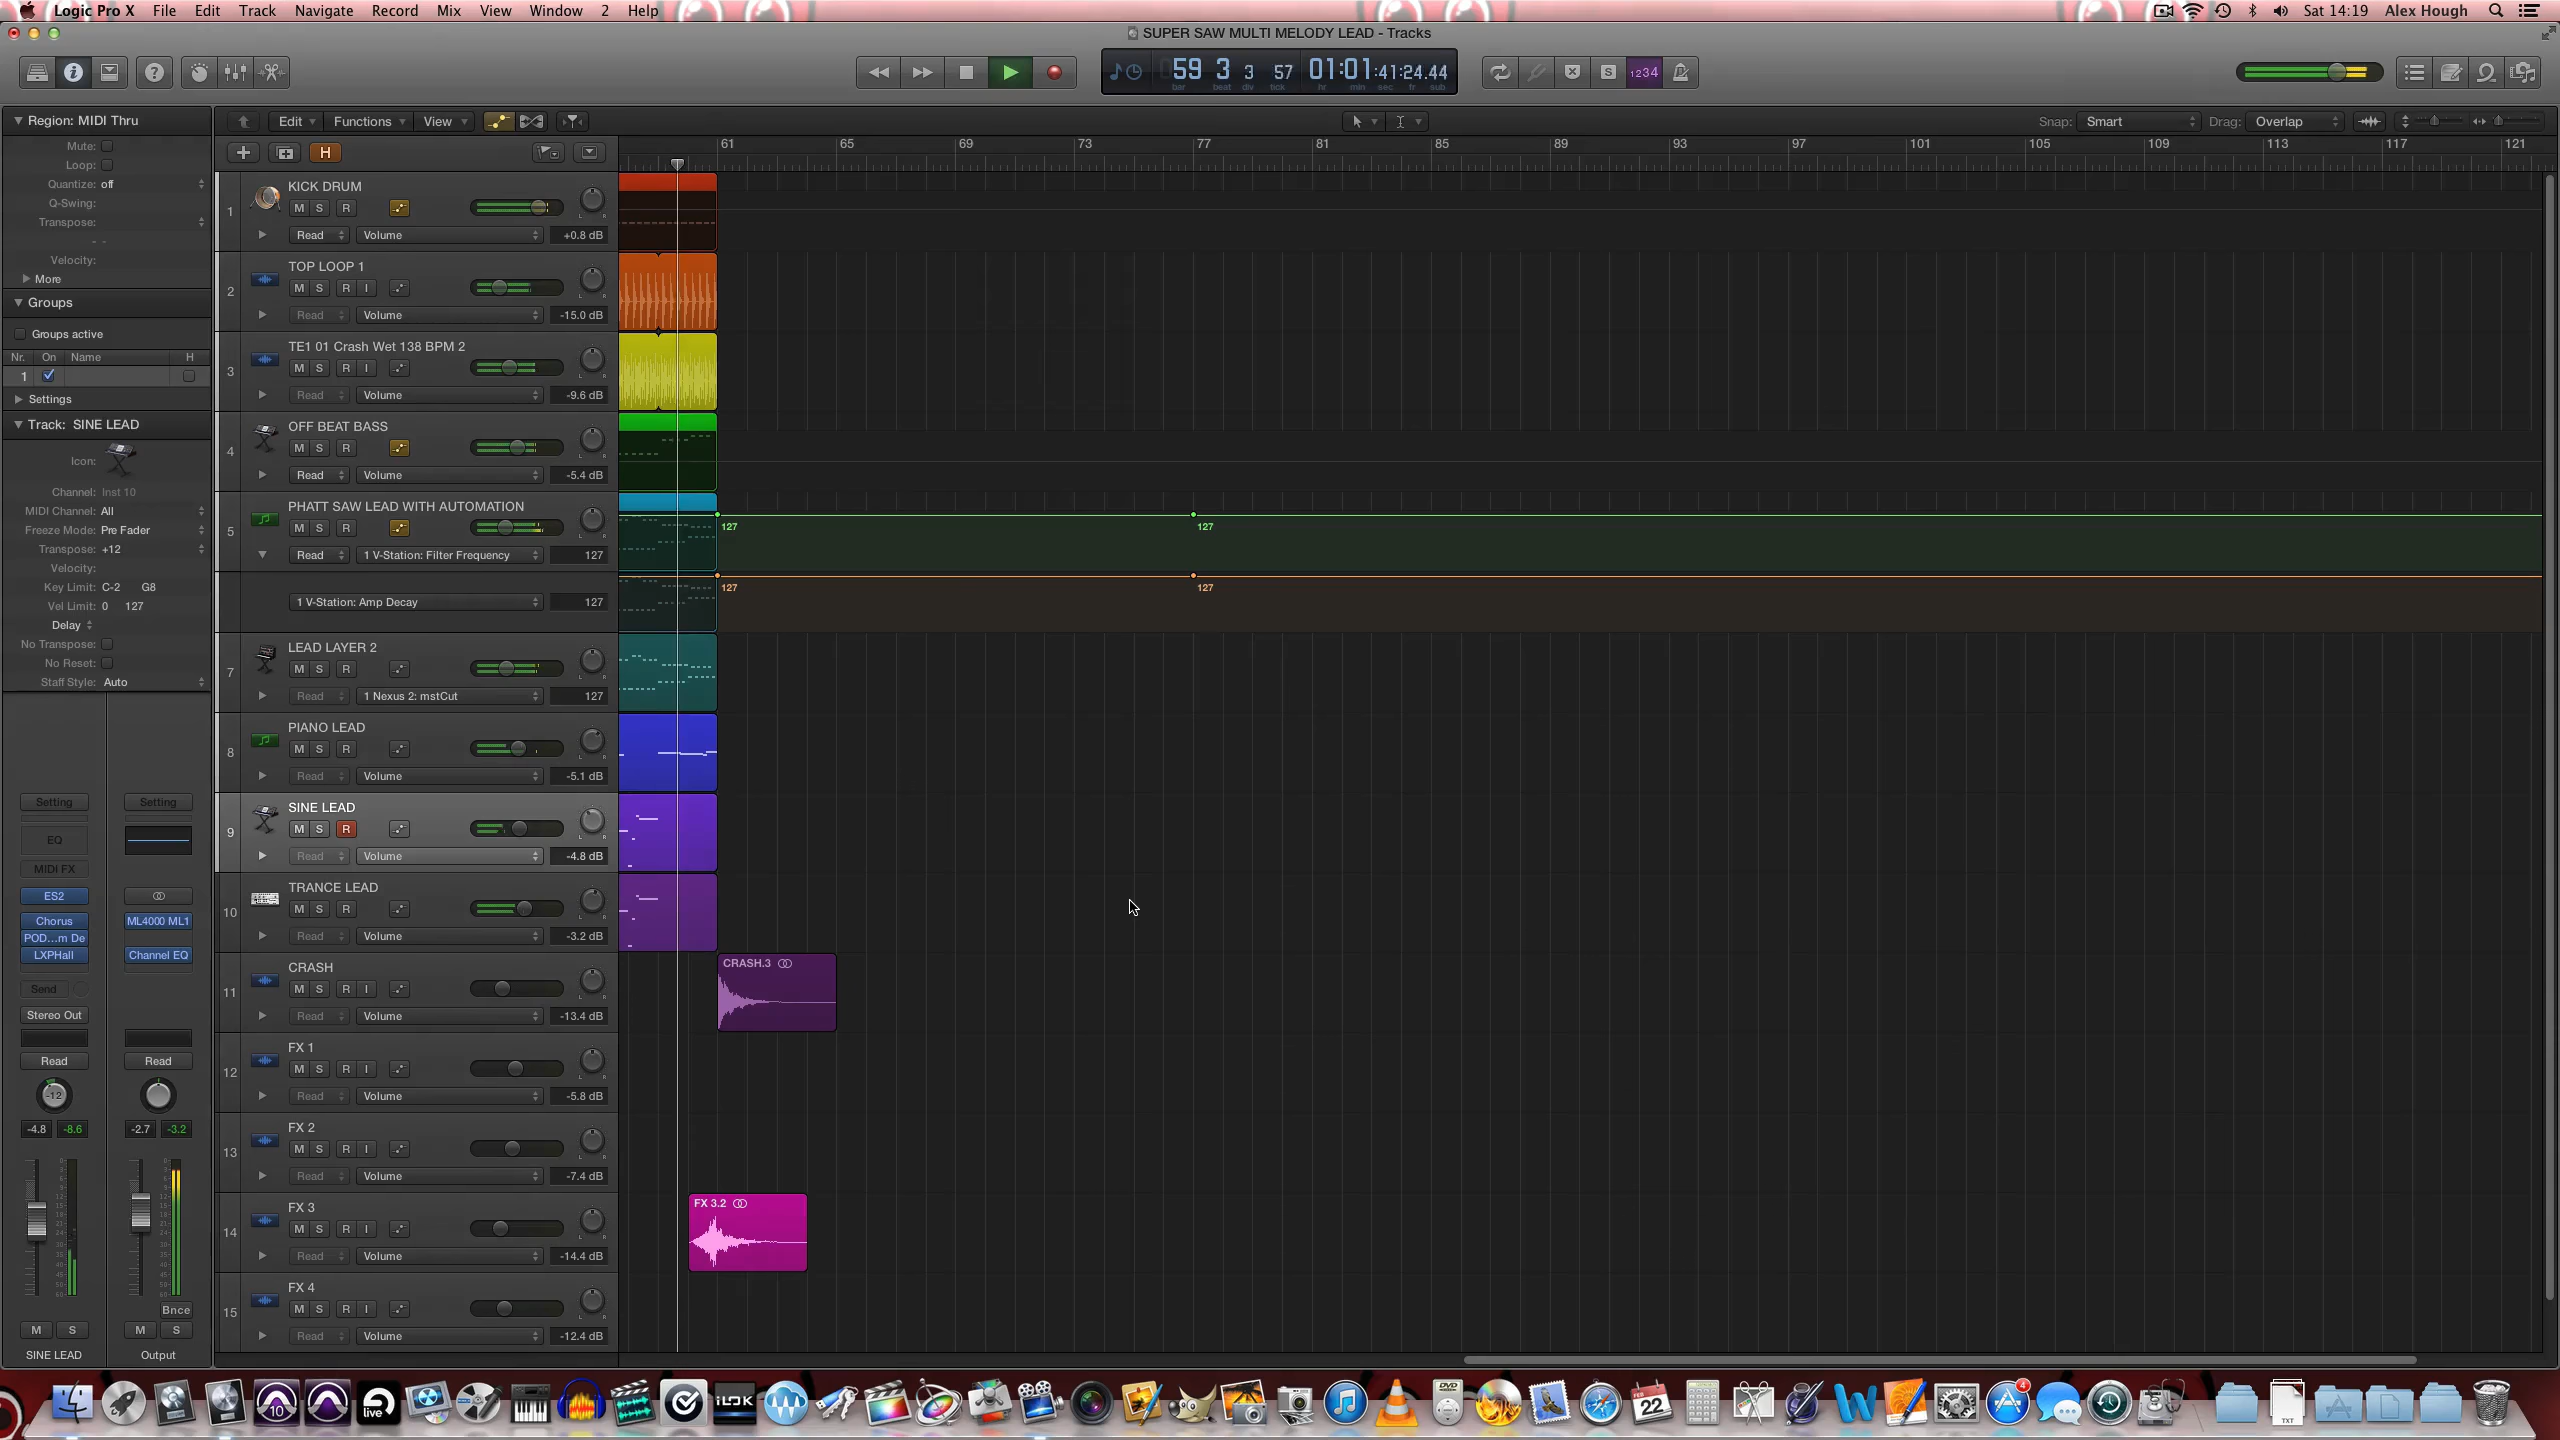 Logic Pro X File Edit Track Navigate Record Mix View Window 2 Help Sat 14:19 Alex Hough
SUPER SAW MULTI MELODY LEAD - Tracks
59 3 3 57 01:01:41:24.44
bar beat div tick hr min sec fr sub
1234
Region: MIDI Thru
Edit Functions View Snap: Smart Drag: Overlap
Mute:
Loop:
Quantize: off
Q-Swing:
Transpose:
Velocity:
More
Groups
Groups active
Nr. On Name H
1
Settings
Track: SINE LEAD
Icon:
Channel: Inst 10
MIDI Channel: All
Freeze Mode: Pre Fader
Transpose: +12
Velocity:
Key Limit: C-2 G8
Vel Limit: 0 127
Delay
No Transpose:
No Reset:
Staff Style: Auto
Setting Setting
EQ
MIDI FX
ES2
Chorus ML4000 ML1
POD...m De
LXPHall Channel EQ
Send
Stereo Out
Read Read
-12
-4.8 -8.6 -2.7 -3.2
Bnce
M S M S
SINE LEAD Output
H
61 65 69 73 77 81 85 89 93 97 101 105 109 113 117 121
1 KICK DRUM
M S R
Read Volume +0.8 dB
2 TOP LOOP 1
M S R I
Read Volume -15.0 dB
3 TE1 01 Crash Wet 138 BPM 2
M S R I
Read Volume -9.6 dB
4 OFF BEAT BASS
M S R
Read Volume -5.4 dB
5 PHATT SAW LEAD WITH AUTOMATION
M S R
127 127
Read 1 V-Station: Filter Frequency 127
127 127
1 V-Station: Amp Decay 127
7 LEAD LAYER 2
M S R
Read 1 Nexus 2: mstCut 127
8 PIANO LEAD
M S R
Read Volume -5.1 dB
9 SINE LEAD
M S R
Read Volume -4.8 dB
10 TRANCE LEAD
M S R
Read Volume -3.2 dB
11 CRASH
CRASH.3
M S R I
Read Volume -13.4 dB
12 FX 1
M S R I
Read Volume -5.8 dB
13 FX 2
M S R I
Read Volume -7.4 dB
14 FX 3
FX 3.2
M S R I
Read Volume -14.4 dB
15 FX 4
M S R I
Read Volume -12.4 dB
10
live
iLOK
DVD
FEB
22
4
TXT